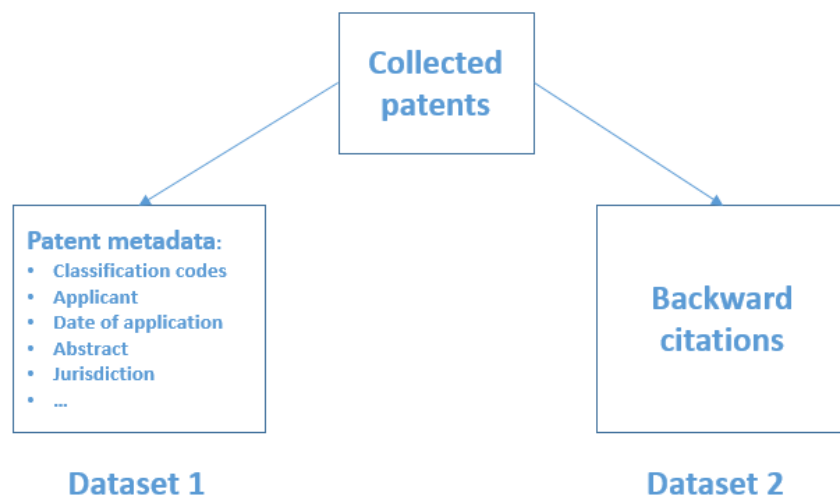 Collected
patents
Patent metadata:
• Classification codes
• Applicant
• Date of application
• Abstract
• Jurisdiction
• ...
Backward
citations
Dataset 1
Dataset 2